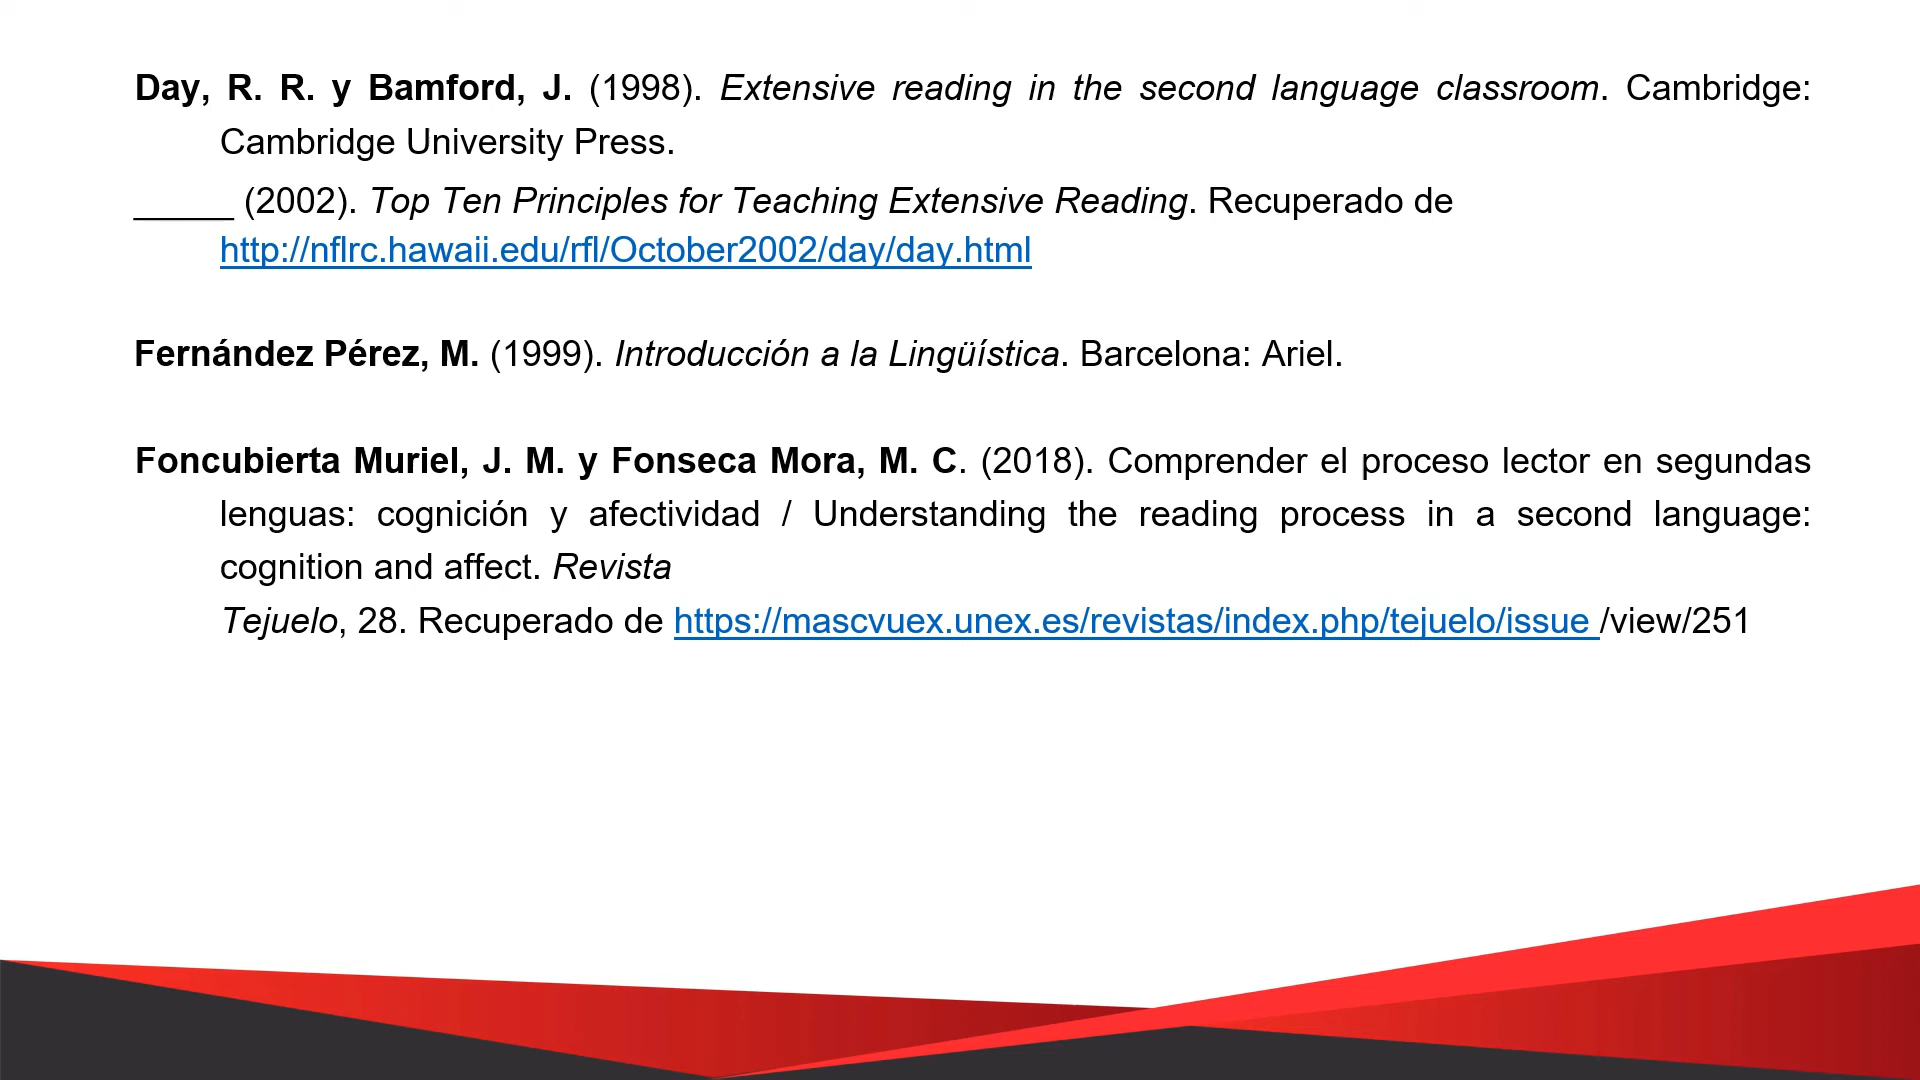 Day, R. R. y Bamford, J. (1998). Extensive reading in the second language classroom. Cambridge:
Cambridge University Press.
_____ (2002). Top Ten Principles for Teaching Extensive Reading. Recuperado de
http://nflrc.hawaii.edu/rfl/October2002/day/day.html
Fernández Pérez, M. (1999). Introducción a la Lingüística. Barcelona: Ariel.
Foncubierta Muriel, J. M. y Fonseca Mora, M. C. (2018). Comprender el proceso lector en segundas
lenguas: cognición y afectividad / Understanding the reading process in a second language:
cognition and affect. Revista
Tejuelo, 28. Recuperado de https://mascvuex.unex.es/revistas/index.php/tejuelo/issue /view/251